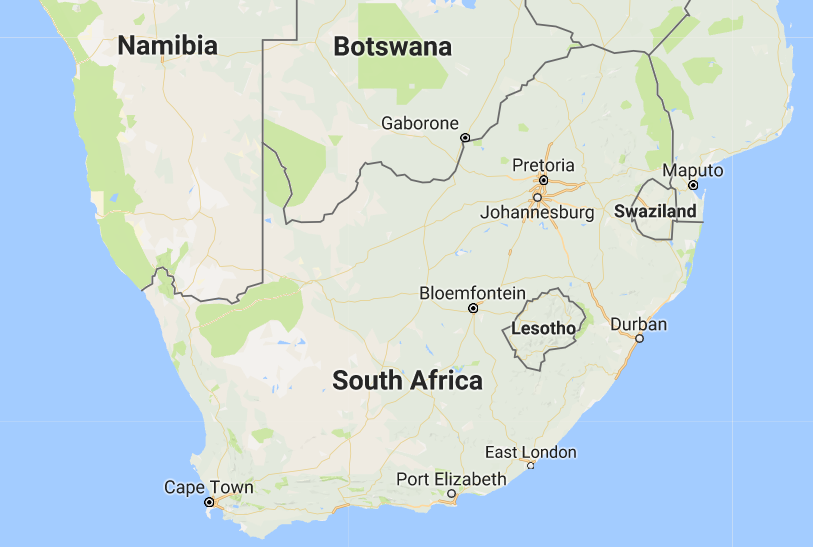 Namibia
Botswana
Gaborone
Pretoria
Maputo
Johannesburg
Swaziland
Bloemfontein
Lesotho
Durban
South Africa
East London
Port Elizabeth
Cape Town